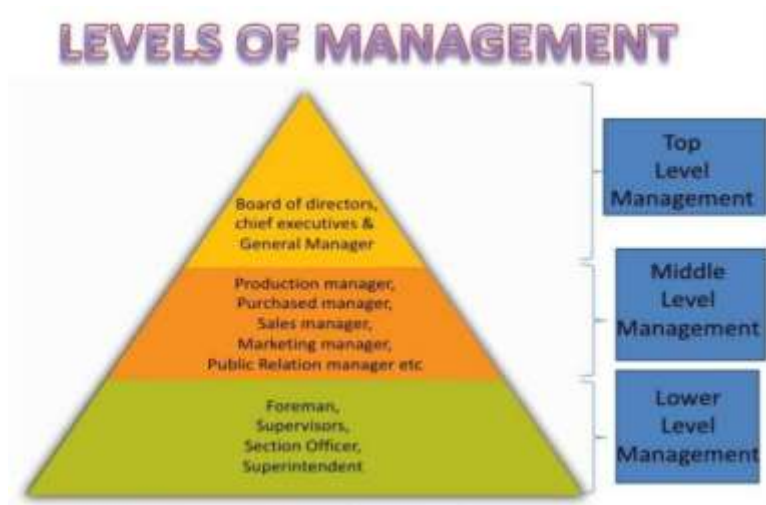 LEVELS OF MANAGEMENT
Board of directors,
chief executives &
General Manager
Top
Level
Management
Production manager,
Purchased manager,
Sales manager,
Marketing manager,
Public Relation manager etc
Middle
Level
Management
Foreman,
Supervisors,
Section Officer,
Superintendent
Lower
Level
Management